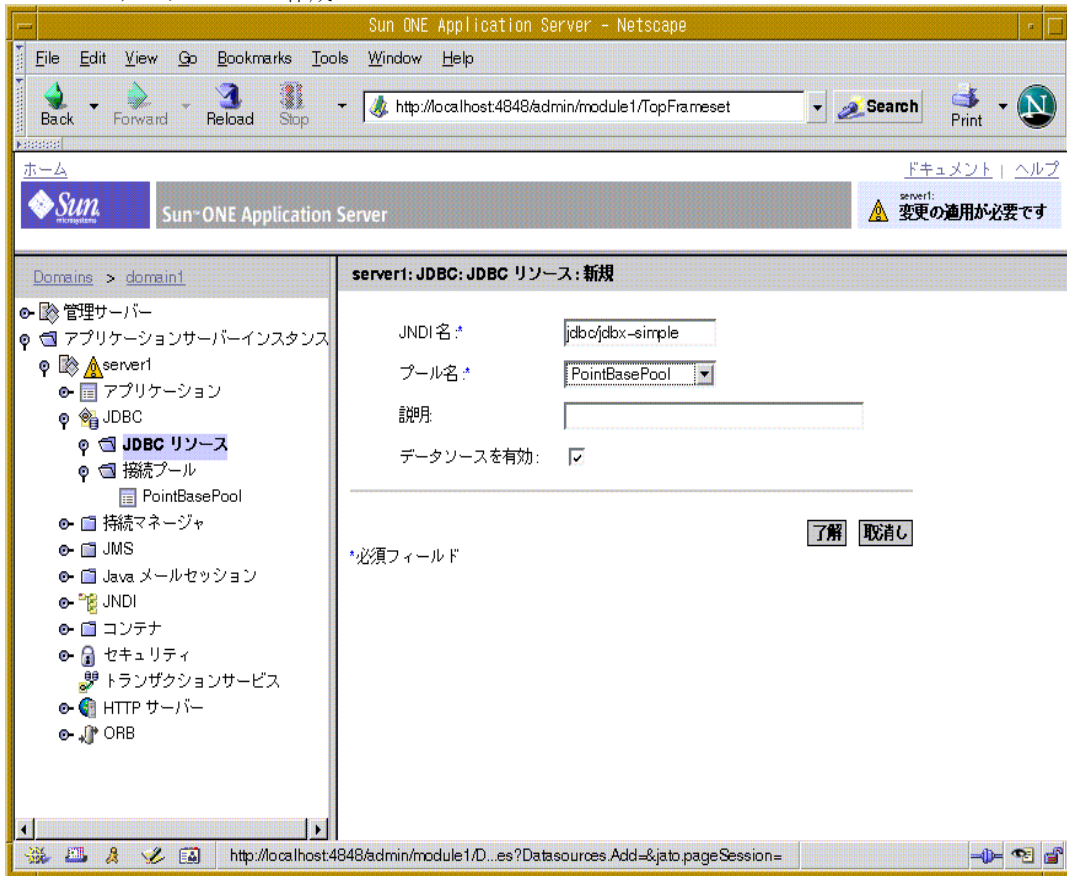 Sun ONE Application Server - Netscape
File Edit View Go Bookmarks Tools Window Help
Back Forward Reload Stop
http://localhost:4848/admin/module1/TopFrameset
Search
Print
N
ホーム
ドキュメント | ヘルプ
Sun
microsystems
Sun™ ONE Application Server
server1:
変更の適用が必要です
Domains > domain1
管理サーバー
アプリケーションサーバーインスタンス
server1
アプリケーション
JDBC
JDBC リソース
接続プール
PointBasePool
持続マネージャ
JMS
Java メールセッション
JNDI
コンテナ
セキュリティ
トランザクションサービス
HTTP サーバー
ORB
server1: JDBC: JDBC リソース: 新規
JNDI 名:* jdbc/jdbx-simple
プール名:* PointBasePool
説明:
データソースを有効:
了解 取消し
*必須フィールド
http://localhost:4848/admin/module1/D...es?Datasources.Add=&jato.pageSession=